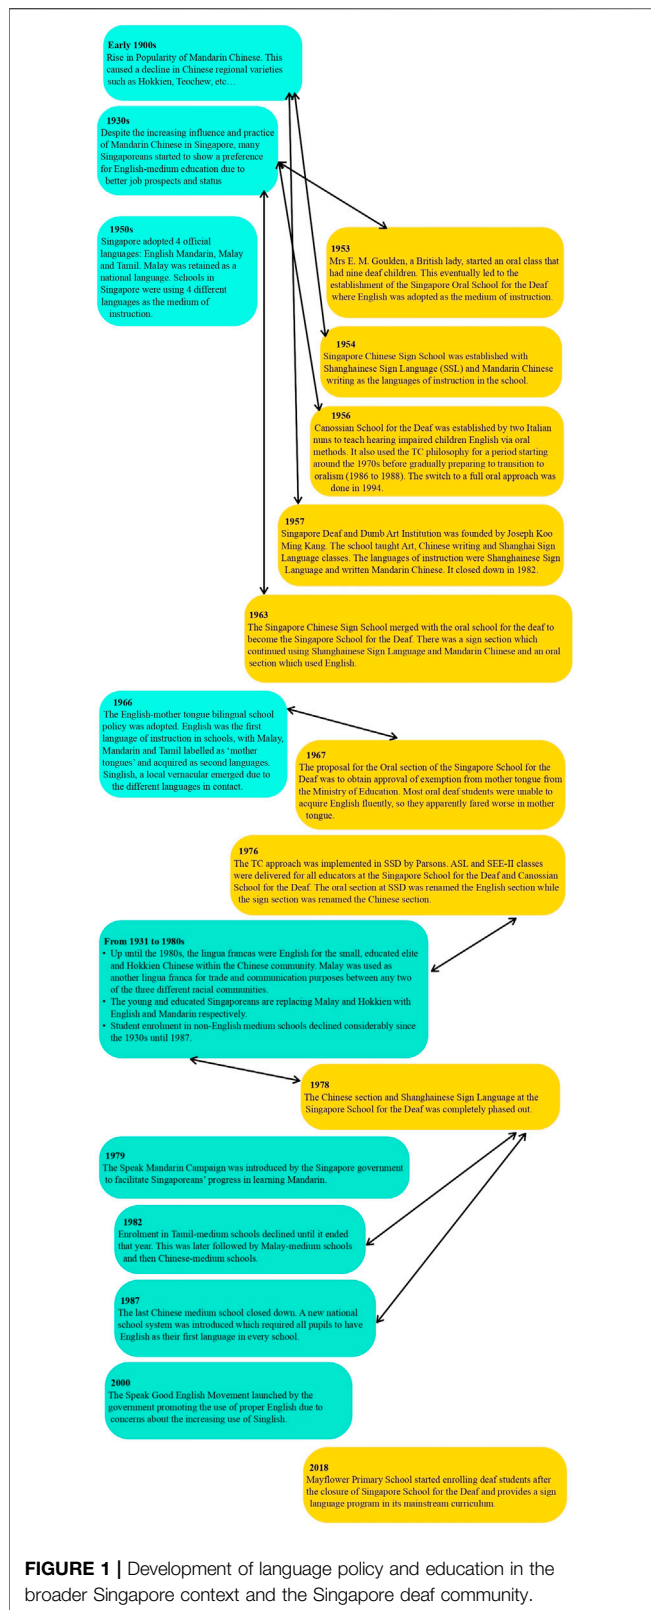 Early 1900s
Rise in Popularity of Mandarin Chinese. This
caused a decline in Chinese regional varieties
such as Hokkien, Teochew, etc…
1930s
Despite the increasing influence and practice
of Mandarin Chinese in Singapore, many
Singaporeans started to show a preference
for English-medium education due to
better job prospects and status
1950s
Singapore adopted 4 official
languages: English Mandarin, Malay
and Tamil. Malay was retained as a
national language. Schools in
Singapore were using 4 different
languages as the medium of
instruction.
1953
Mrs E. M. Goulden, a British lady, started an oral class that
had nine deaf children. This eventually led to the
establishment of the Singapore Oral School for the Deaf
where English was adopted as the medium of instruction.
1954
Singapore Chinese Sign School was established with
Shanghainese Sign Language (SSL) and Mandarin Chinese
writing as the languages of instruction in the school.
1956
Canossian School for the Deaf was established by two Italian
nuns to teach hearing impaired children English via oral
methods. It also used the TC philosophy for a period starting
around the 1970s before gradually preparing to transition to
oralism (1986 to 1988). The switch to a full oral approach was
done in 1994.
1957
Singapore Deaf and Dumb Art Institution was founded by Joseph Koo
Ming Kang. The school taught Art, Chinese writing and Shanghai Sign
Language classes. The languages of instruction were Shanghainese Sign
Language and written Mandarin Chinese. It closed down in 1982.
1963
The Singapore Chinese Sign School merged with the oral school for the deaf to
become the Singapore School for the Deaf. There was a sign section which
continued using Shanghainese Sign Language and Mandarin Chinese and an oral
section which used English.
1966
The English-mother tongue bilingual school
policy was adopted. English was the first
language of instruction in schools, with Malay,
Mandarin and Tamil labelled as ‘mother
tongues’ and acquired as second languages.
Singlish, a local vernacular emerged due to
the different languages in contact.
1967
The proposal for the Oral section of the Singapore School for the
Deaf was to obtain approval of exemption from mother tongue from
the Ministry of Education. Most oral deaf students were unable to
acquire English fluently, so they apparently fared worse in mother
tongue.
1976
The TC approach was implemented in SSD by Parsons. ASL and SEE-II classes
were delivered for all educators at the Singapore School for the Deaf and Canossian
School for the Deaf. The oral section at SSD was renamed the English section while
the sign section was renamed the Chinese section.
From 1931 to 1980s
• Up until the 1980s, the lingua francas were English for the small, educated elite
and Hokkien Chinese within the Chinese community. Malay was used as
another lingua franca for trade and communication purposes between any two
of the three different racial communities.
• The young and educated Singaporeans are replacing Malay and Hokkien with
English and Mandarin respectively.
• Student enrolment in non-English medium schools declined considerably since
the 1930s until 1987.
1978
The Chinese section and Shanghainese Sign Language at the
Singapore School for the Deaf was completely phased out.
1979
The Speak Mandarin Campaign was introduced by the Singapore government
to facilitate Singaporeans’ progress in learning Mandarin.
1982
Enrolment in Tamil-medium schools declined until it ended
that year. This was later followed by Malay-medium schools
and then Chinese-medium schools.
1987
The last Chinese medium school closed down. A new national
school system was introduced which required all pupils to have
English as their first language in every school.
2000
The Speak Good English Movement launched by the
government promoting the use of proper English due to
concerns about the increasing use of Singlish.
2018
Mayflower Primary School started enrolling deaf students after
the closure of Singapore School for the Deaf and provides a sign
language program in its mainstream curriculum.
FIGURE 1 | Development of language policy and education in the
broader Singapore context and the Singapore deaf community.